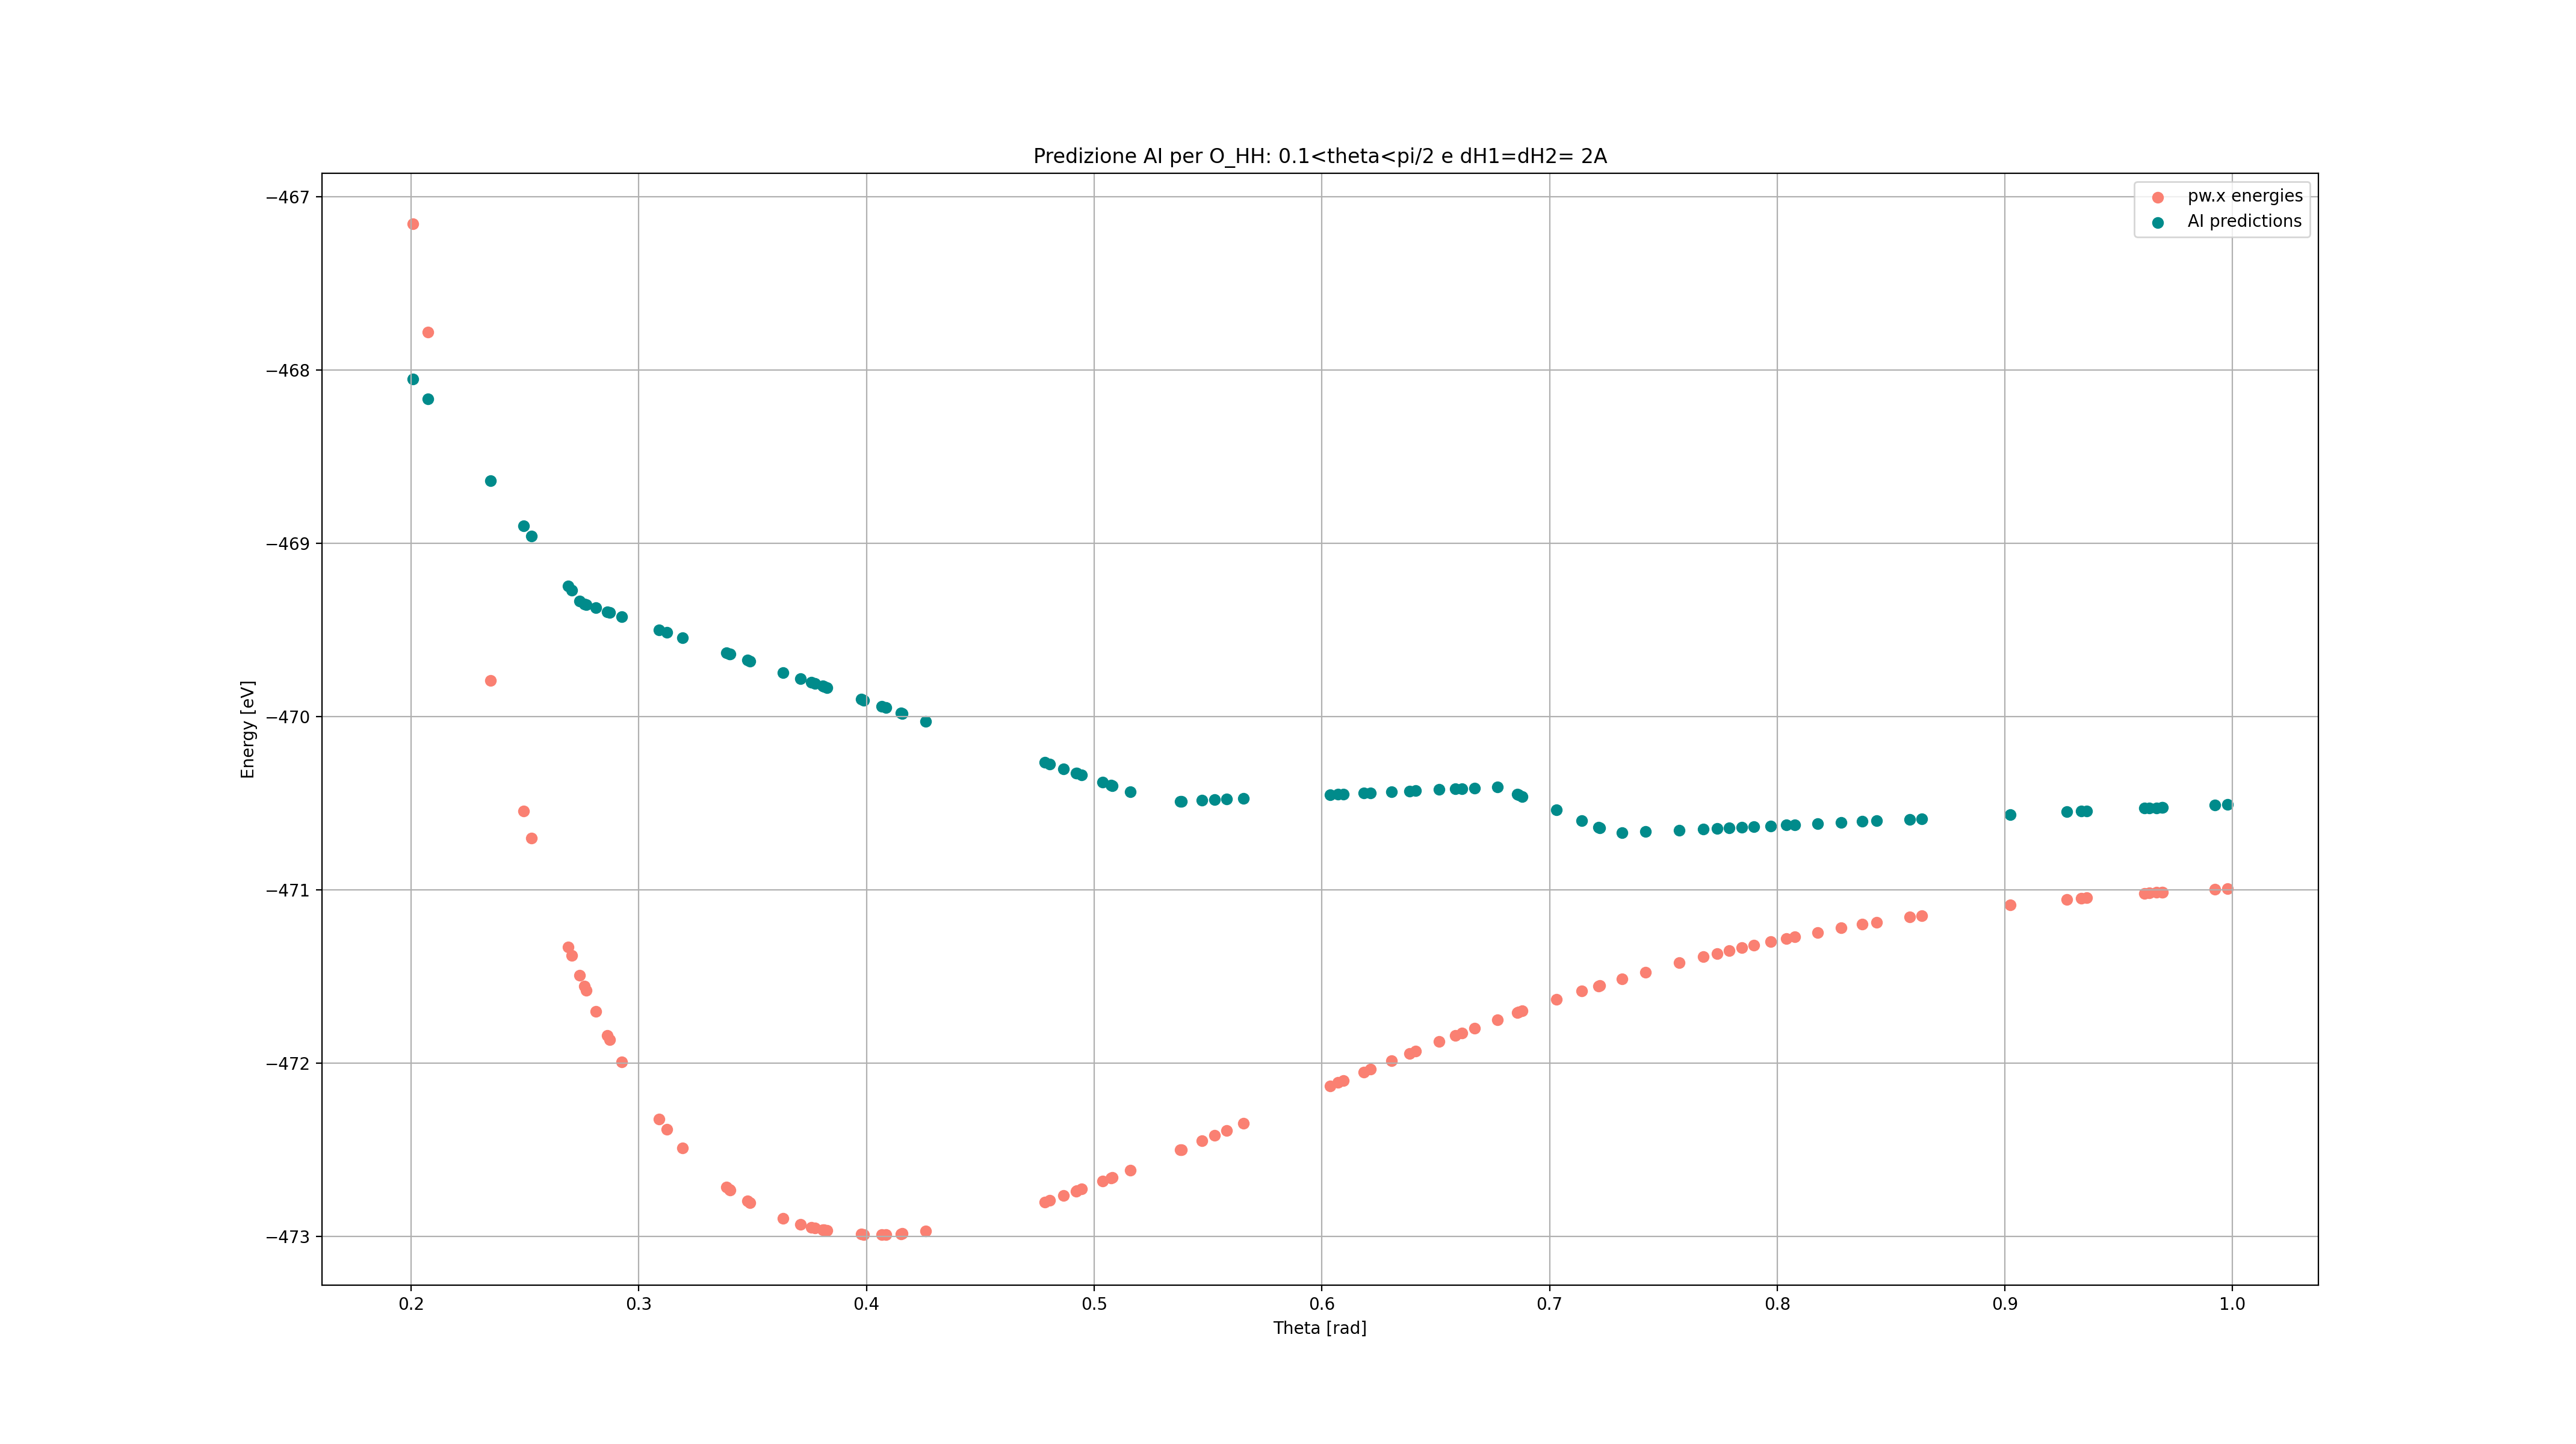 Predizione AI per O_HH: 0.1<theta<pi/2 e dH1=dH2= 2A
pw.x energies
AI predictions
Energy [eV]
−467
−468
−469
−470
−471
−472
−473
0.2 0.3 0.4 0.5 0.6 0.7 0.8 0.9 1.0
Theta [rad]